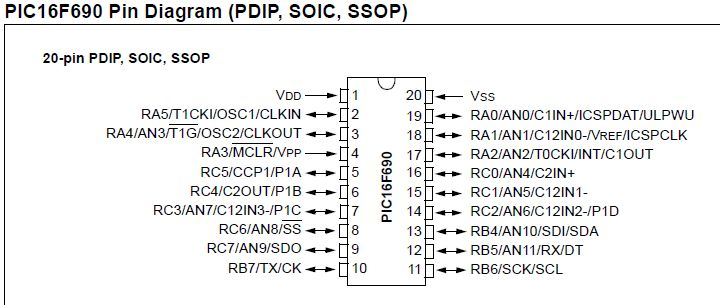 PIC16F690 Pin Diagram (PDIP, SOIC, SSOP)
20-pin PDIP, SOIC, SSOP
VDD 1 20 VSS
RA5/T1CKI/OSC1/CLKIN 2 19 RA0/AN0/C1IN+/ICSPDAT/ULPWU
RA4/AN3/T1G/OSC2/CLKOUT 3 18 RA1/AN1/C12IN0-/VREF/ICSPCLK
RA3/MCLR/VPP 4 17 RA2/AN2/T0CKI/INT/C1OUT
RC5/CCP1/P1A 5 16 RC0/AN4/C2IN+
RC4/C2OUT/P1B 6 15 RC1/AN5/C12IN1-
RC3/AN7/C12IN3-/P1C 7 14 RC2/AN6/C12IN2-/P1D
RC6/AN8/SS 8 13 RB4/AN10/SDI/SDA
RC7/AN9/SDO 9 12 RB5/AN11/RX/DT
RB7/TX/CK 10 11 RB6/SCK/SCL
PIC16F690